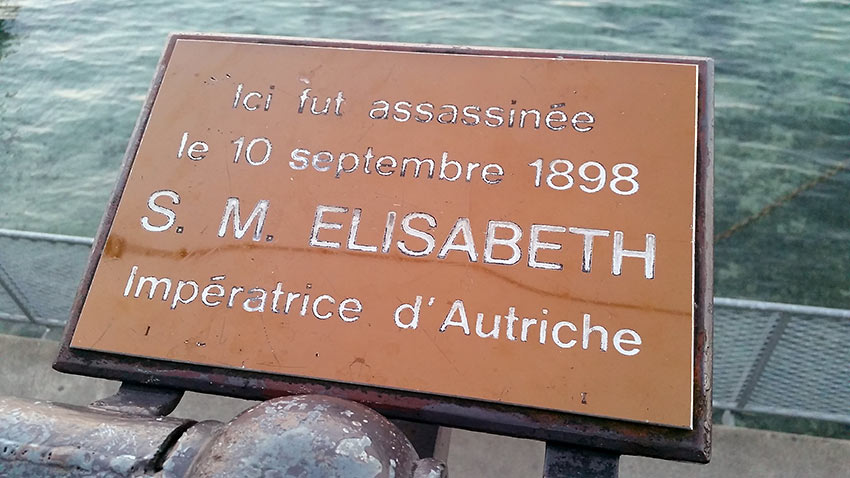 Ici fut assassinée
le 10 septembre 1898
S. M. ELISABETH
Impératrice d'Autriche